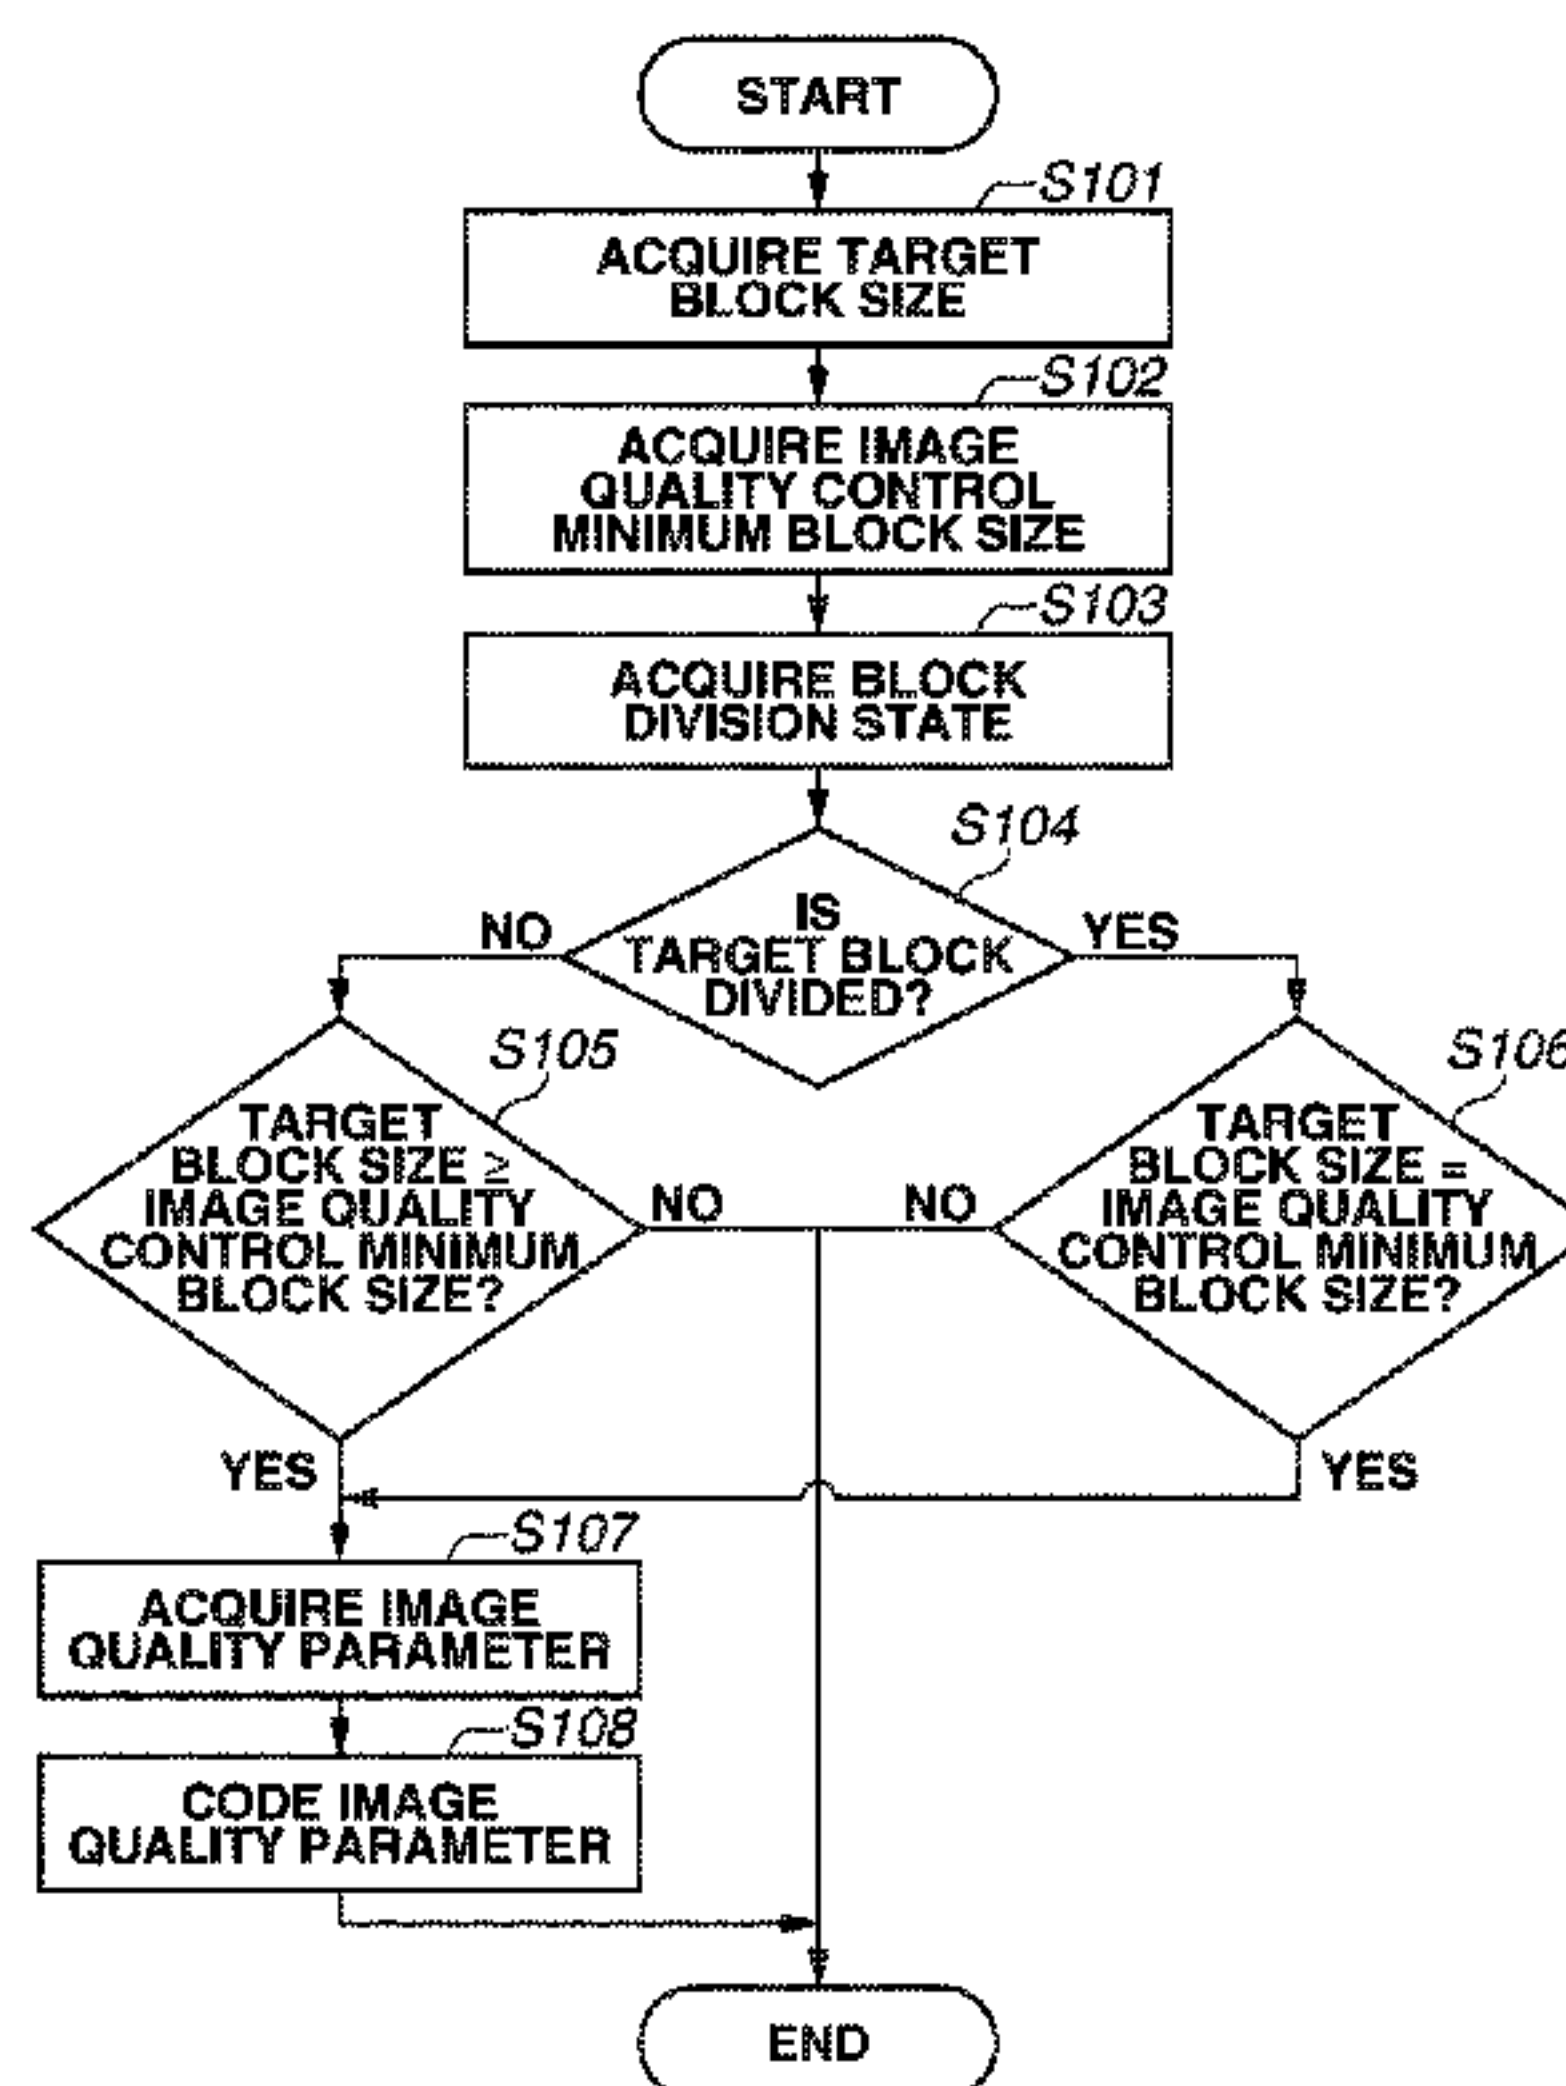 START
S101
ACQUIRE TARGET
BLOCK SIZE
S102
ACQUIRE IMAGE
QUALITY CONTROL
MINIMUM BLOCK SIZE
S103
ACQUIRE BLOCK
DIVISION STATE
S104
IS
TARGET BLOCK
DIVIDED?
NO
YES
S105
TARGET
BLOCK SIZE ≥
IMAGE QUALITY
CONTROL MINIMUM
BLOCK SIZE?
NO
YES
S106
TARGET
BLOCK SIZE =
IMAGE QUALITY
CONTROL MINIMUM
BLOCK SIZE?
NO
YES
S107
ACQUIRE IMAGE
QUALITY PARAMETER
S108
CODE IMAGE
QUALITY PARAMETER
END